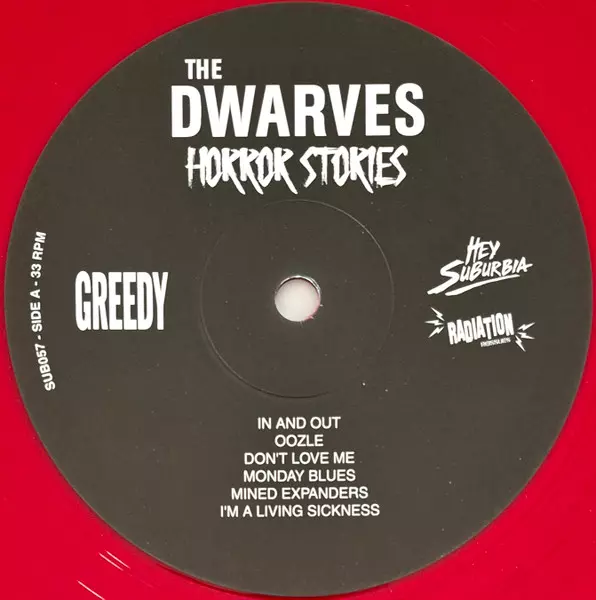 THE
DWARVES
HORROR STORIES
SUB057 - SIDE A - 33 RPM
GREEDY
HEY
SUBURBIA
RADIATION
IN AND OUT
OOZLE
DON'T LOVE ME
MONDAY BLUES
MINED EXPANDERS
I'M A LIVING SICKNESS